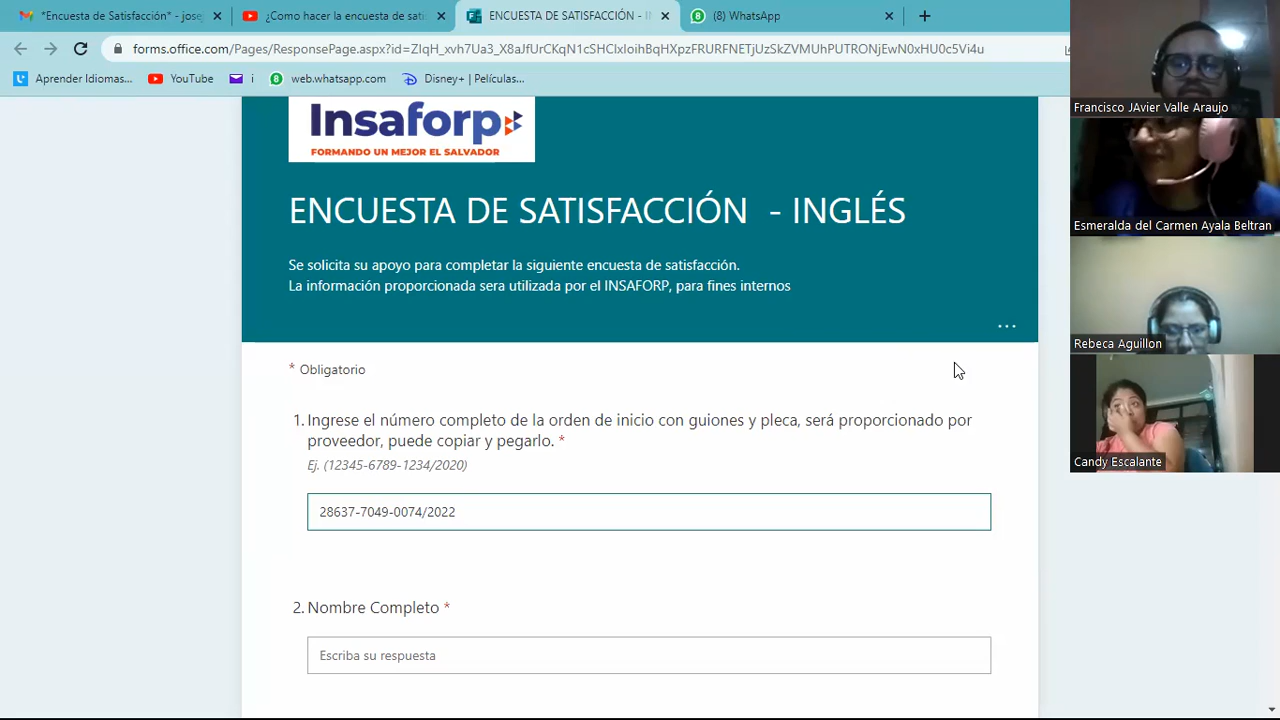 *Encuesta de Satisfacción* - jose
¿Como hacer la encuesta de sati
ENCUESTA DE SATISFACCIÓN - I
(8) WhatsApp
forms.office.com/Pages/ResponsePage.aspx?id=ZIqH_xvh7Ua3_X8aJfUrCKqN1cSHClxIoihBqHXpzFRURFNETjUzSkZVMUhPUTRONjEwN0xHU0c5Vi4u
Aprender Idiomas...
YouTube
i
web.whatsapp.com
Disney+ | Películas,...
Insaforp
FORMANDO UN MEJOR EL SALVADOR
ENCUESTA DE SATISFACCIÓN - INGLÉS
Se solicita su apoyo para completar la siguiente encuesta de satisfacción.
La información proporcionada sera utilizada por el INSAFORP, para fines internos
...
* Obligatorio
1. Ingrese el número completo de la orden de inicio con guiones y pleca, será proporcionado por
proveedor, puede copiar y pegarlo. *
Ej. (12345-6789-1234/2020)
28637-7049-0074/2022
2. Nombre Completo *
Escriba su respuesta
Francisco JAvier Valle Araujo
Esmeralda del Carmen Ayala Beltran
Rebeca Aguillon
Candy Escalante